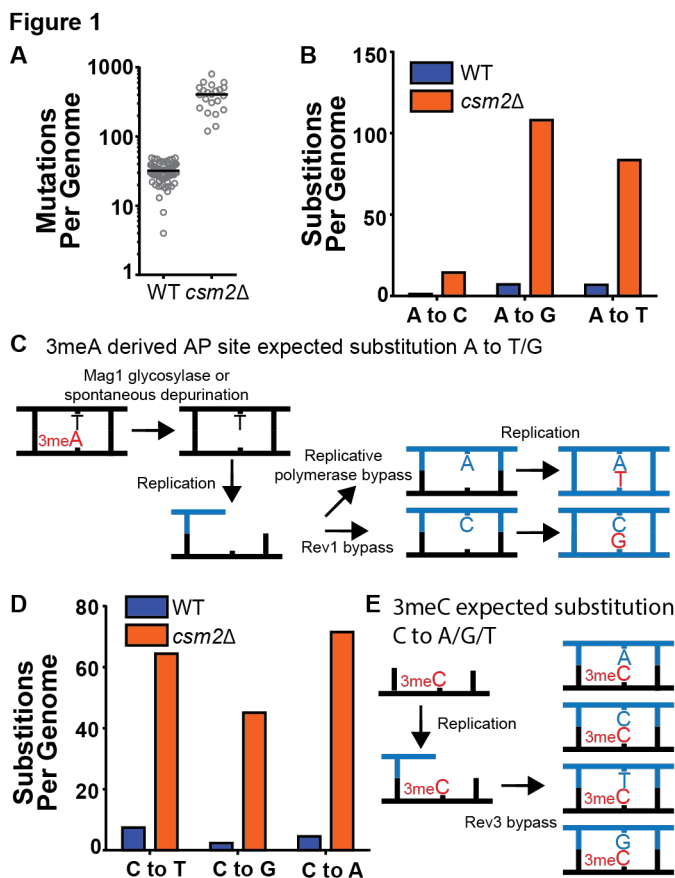 Figure 1
A
Mutations
Per Genome
1000
100
10
1
WT csm2Δ
B
Substitions
Per Genome
150
100
50
0
WT
csm2Δ
A to C A to G A to T
C 3meA derived AP site expected substitution A to T/G
Mag1 glycosylase or
spontaneous depurination
T
3meA
T
Replication
Replicative
polymerase bypass
Rev1 bypass
Replication
A
C
A
T
C
G
D
Substitions
Per Genome
80
60
40
20
0
WT
csm2Δ
C to T C to G C to A
E 3meC expected substitution
C to A/G/T
3meC
Replication
3meC
Rev3 bypass
A
3meC
C
3meC
T
3meC
G
3meC